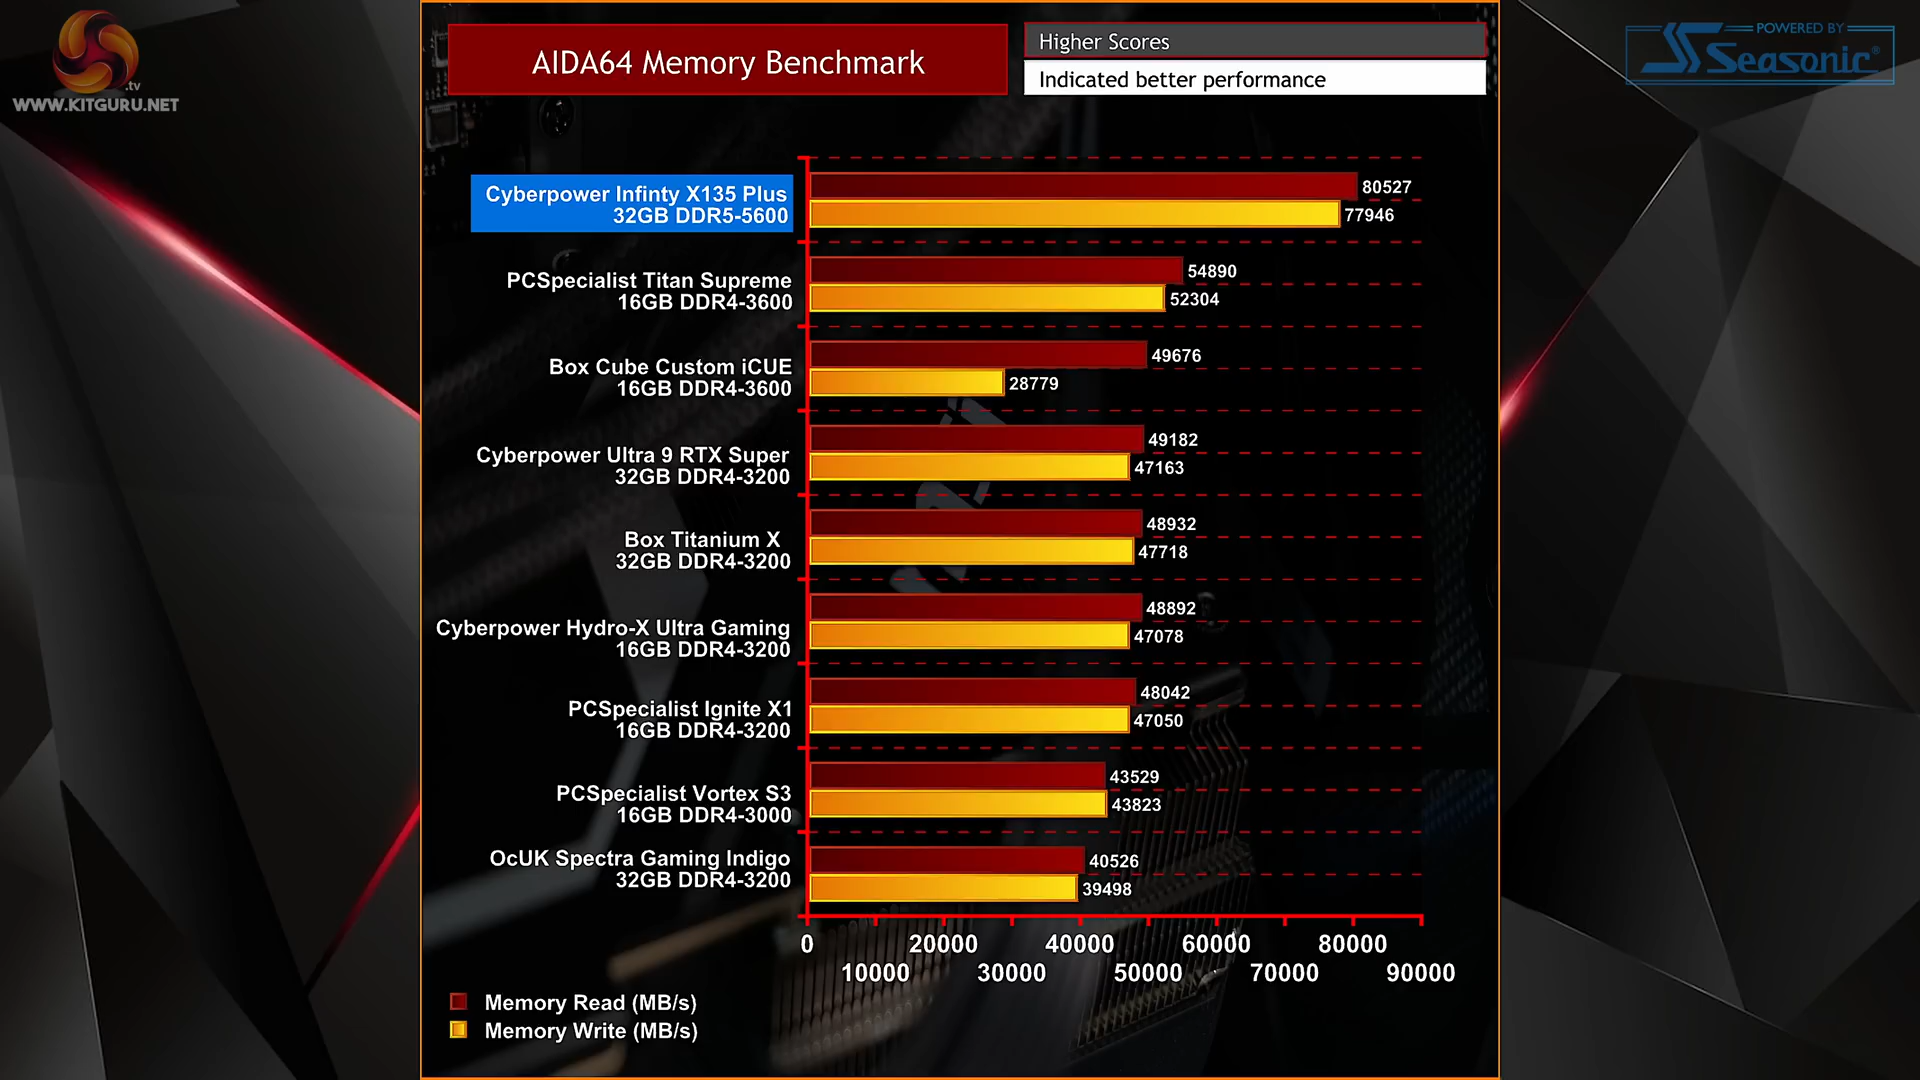 .tv
WWW.KITGURU.NET
AIDA64 Memory Benchmark
Higher Scores
Indicated better performance
POWERED BY
Seasonic®
Cyberpower Infinty X135 Plus
32GB DDR5-5600
80527
77946
PCSpecialist Titan Supreme
16GB DDR4-3600
54890
52304
Box Cube Custom iCUE
16GB DDR4-3600
49676
28779
Cyberpower Ultra 9 RTX Super
32GB DDR4-3200
49182
47163
Box Titanium X
32GB DDR4-3200
48932
47718
Cyberpower Hydro-X Ultra Gaming
16GB DDR4-3200
48892
47078
PCSpecialist Ignite X1
16GB DDR4-3200
48042
47050
PCSpecialist Vortex S3
16GB DDR4-3000
43529
43823
OcUK Spectra Gaming Indigo
32GB DDR4-3200
40526
39498
0 20000 40000 60000 80000
10000 30000 50000 70000 90000
Memory Read (MB/s)
Memory Write (MB/s)